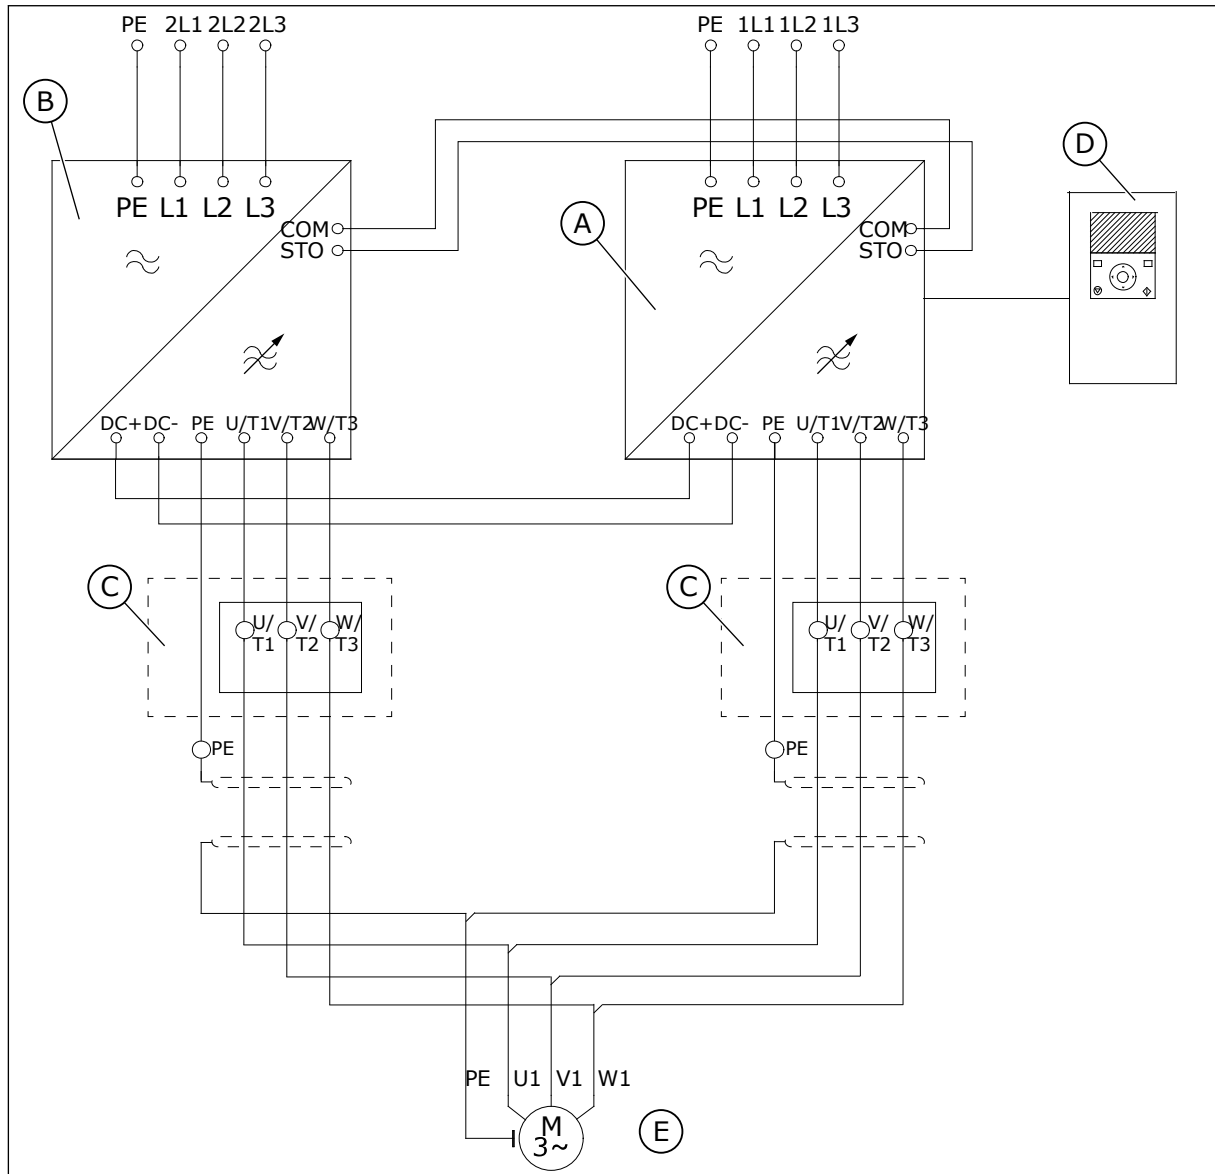 PE 2L1 2L2 2L3
PE 1L1 1L2 1L3
B
D
PE L1 L2 L3
PE L1 L2 L3
A
COM
STO
COM
STO
DC+ DC- PE U/T1 V/T2 W/T3
DC+ DC- PE U/T1 V/T2 W/T3
C
C
U/
T1
V/
T2
W/
T3
U/
T1
V/
T2
W/
T3
PE
PE
PE U1 V1 W1
M
3~
E